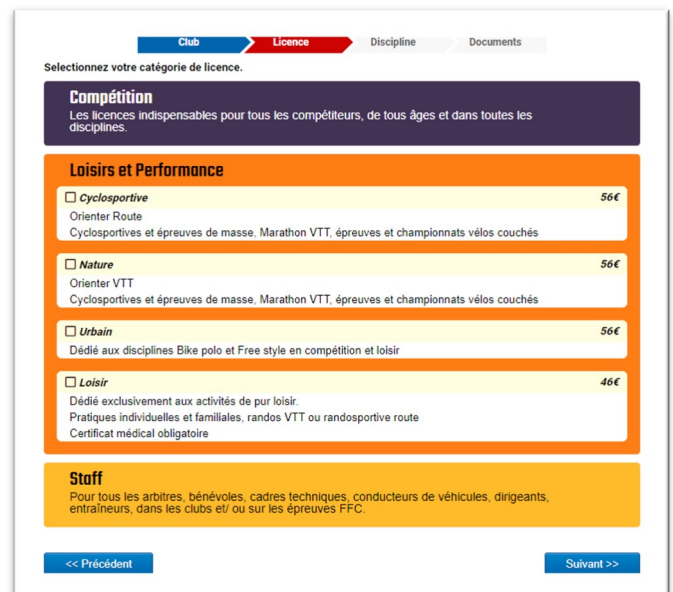 Club
Licence
Discipline
Documents
Selectionnez votre catégorie de licence.
Compétition
Les licences indispensables pour tous les compétiteurs, de tous âges et dans toutes les
disciplines.
Loisirs et Performance
Cyclosportive 56€
Orienter Route
Cyclosportives et épreuves de masse, Marathon VTT, épreuves et championnats vélos couchés
Nature 56€
Orienter VTT
Cyclosportives et épreuves de masse, Marathon VTT, épreuves et championnats vélos couchés
Urbain 56€
Dédié aux disciplines Bike polo et Free style en compétition et loisir
Loisir 46€
Dédié exclusivement aux activités de pur loisir.
Pratiques individuelles et familiales, randos VTT ou randosportive route
Certificat médical obligatoire
Staff
Pour tous les arbitres, bénévoles, cadres techniques, conducteurs de véhicules, dirigeants,
entraîneurs, dans les clubs et/ ou sur les épreuves FFC.
<< Précédent
Suivant >>